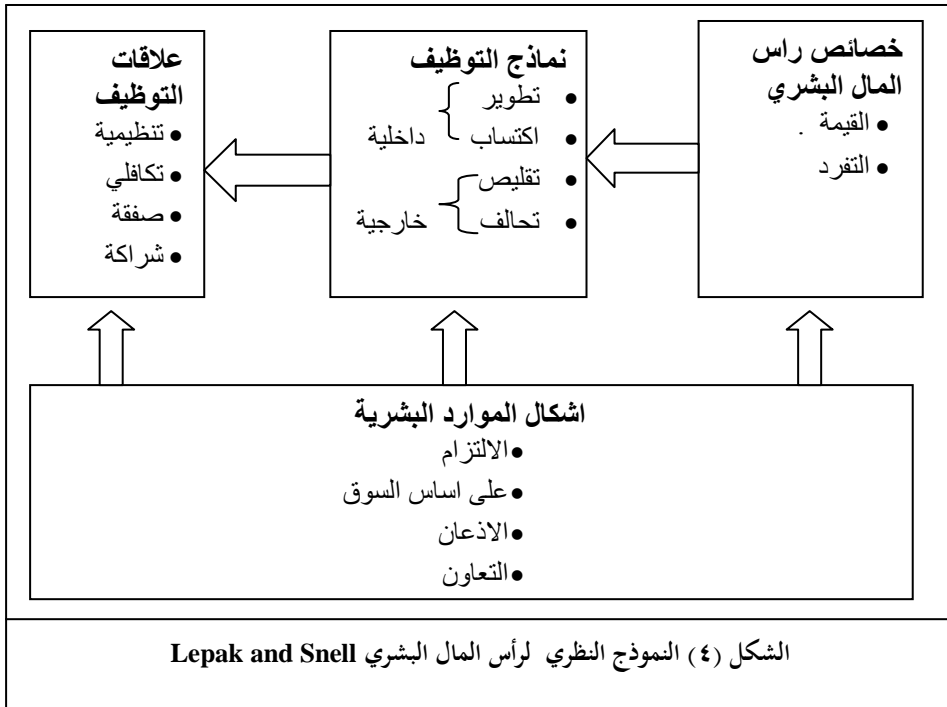 خصائص راس
المال البشري
● القيمة .
● التفرد
نماذج التوظيف
● تطوير
● اكتساب داخلية
● تقليص
● تحالف خارجية
علاقات
التوظيف
● تنظيمية
● تكافلي
● صفقة
● شراكة
اشكال الموارد البشرية
● الالتزام
● على اساس السوق
● الاذعان
● التعاون
الشكل (٤) النموذج النظري لرأس المال البشري Lepak and Snell